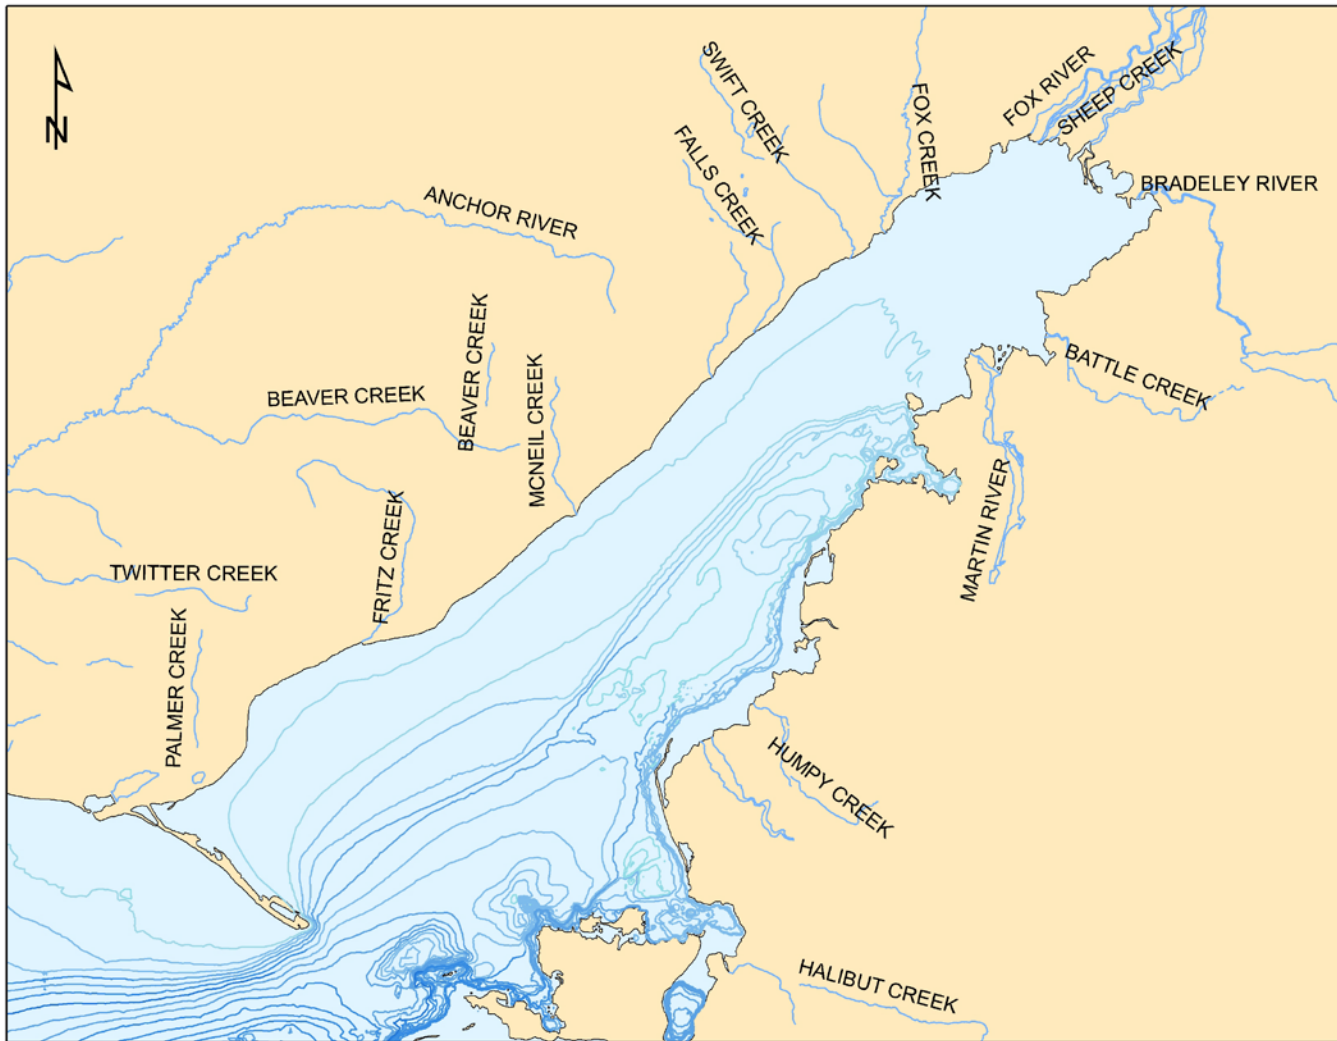 FOX RIVER
SHEEP CREEK
SWIFT CREEK
FOX CREEK
FALLS CREEK
BRADELEY RIVER
ANCHOR RIVER
N
BEAVER CREEK
BEAVER CREEK
MCNEIL CREEK
BATTLE CREEK
MARTIN RIVER
FRITZ CREEK
TWITTER CREEK
PALMER CREEK
HUMPY CREEK
HALIBUT CREEK